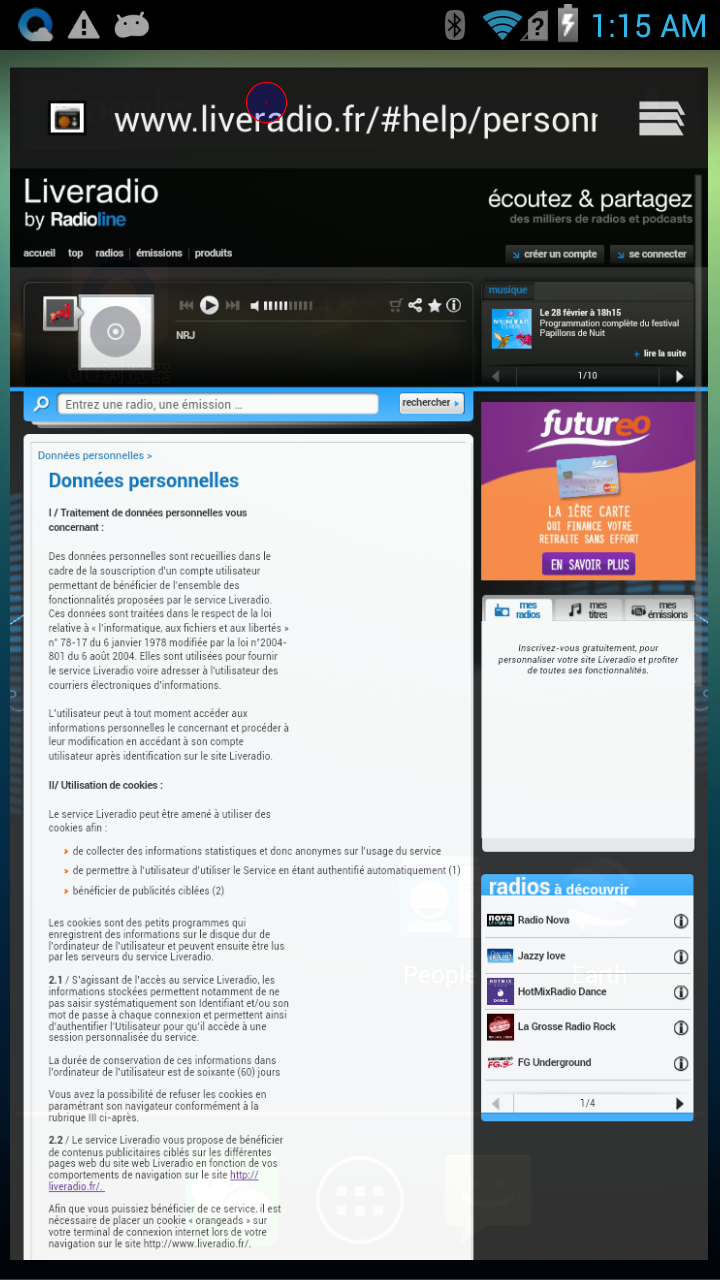 1:15 AM
www.liveradio.fr/#help/personn
Liveradio
by Radioline
écoutez & partagez
des milliers de radios et podcasts
accueil top radios émissions produits
créer un compte se connecter
NRJ
musique
Le 28 février à 18h15
Programmation complète du festival
Papillons de Nuit
+ lire la suite
1/10
Entrez une radio, une émission ...
rechercher
futureo
LA 1ÈRE CARTE
QUI FINANCE VOTRE
RETRAITE SANS EFFORT
EN SAVOIR PLUS
Données personnelles >
Données personnelles
I / Traitement de données personnelles vous
concernant :
Des données personnelles sont recueillies dans le
cadre de la souscription d'un compte utilisateur
permettant de bénéficier de l'ensemble des
fonctionnalités proposées par le service Liveradio.
Ces données sont traitées dans le respect de la loi
relative à « l'informatique, aux fichiers et aux libertés »
n° 78-17 du 6 janvier 1978 modifiée par la loi n°2004-
801 du 6 août 2004. Elles sont utilisées pour fournir
le service Liveradio voire adresser à l'utilisateur des
courriers électroniques d'informations.
L'utilisateur peut à tout moment accéder aux
informations personnelles le concernant et procéder à
leur modification en accédant à son compte
utilisateur après identification sur le site Liveradio.
II/ Utilisation de cookies :
Le service Liveradio peut être amené à utiliser des
cookies afin :
de collecter des informations statistiques et donc anonymes sur l'usage du service
de permettre à l'utilisateur d'utiliser le Service en étant authentifié automatiquement (1)
bénéficier de publicités ciblées (2)
Les cookies sont des petits programmes qui
enregistrent des informations sur le disque dur de
l'ordinateur de l'utilisateur et peuvent ensuite être lus
par les serveurs du service Liveradio.
2.1 / S'agissant de l'accès au service Liveradio, les
informations stockées permettent notamment de ne
pas saisir systématiquement son Identifiant et/ou son
mot de passe à chaque connexion et permettent ainsi
d'authentifier l'Utilisateur pour qu'il accède à une
session personnalisée du service.
La durée de conservation de ces informations dans
l'ordinateur de l'utilisateur est de soixante (60) jours
Vous avez la possibilité de refuser les cookies en
paramétrant son navigateur conformément à la
rubrique III ci-après.
2.2 / Le service Liveradio vous propose de bénéficier
de contenus publicitaires ciblés sur les différentes
pages web du site web Liveradio en fonction de vos
comportements de navigation sur le site http://
liveradio.fr/.
Afin que vous puissiez bénéficier de ce service, il est
nécessaire de placer un cookie « orangeads » sur
votre terminal de connexion internet lors de votre
navigation sur le site http://www.liveradio.fr/.
mes radios
mes titres
mes émissions
Inscrivez-vous gratuitement, pour
personnaliser votre site Liveradio et profiter
de toutes ses fonctionnalités.
radios à découvrir
nova
Radio Nova
Jazzy love
HOTMIX
HotMixRadio Dance
La Grosse Radio Rock
FG Underground
1/4
People
Earth